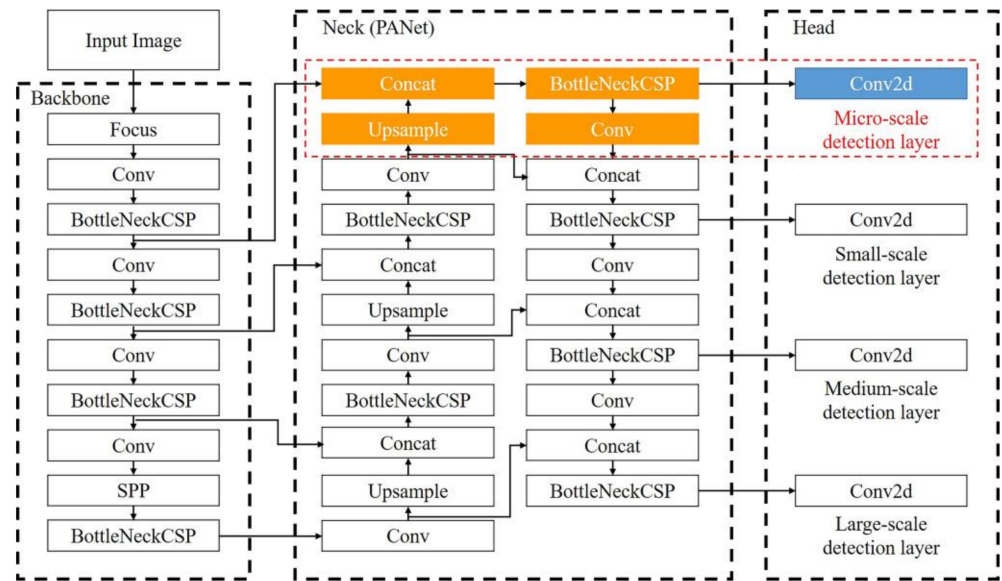 Input Image
Backbone
Focus
Conv
BottleNeckCSP
Conv
BottleNeckCSP
Conv
BottleNeckCSP
Conv
SPP
BottleNeckCSP
Neck (PANet)
Concat
Upsample
Conv
BottleNeckCSP
Concat
Upsample
Conv
BottleNeckCSP
Concat
Upsample
Conv
BottleNeckCSP
Conv
Concat
BottleNeckCSP
Conv
Concat
BottleNeckCSP
Conv
Concat
BottleNeckCSP
Head
Conv2d
Micro-scale
detection layer
Conv2d
Small-scale
detection layer
Conv2d
Medium-scale
detection layer
Conv2d
Large-scale
detection layer